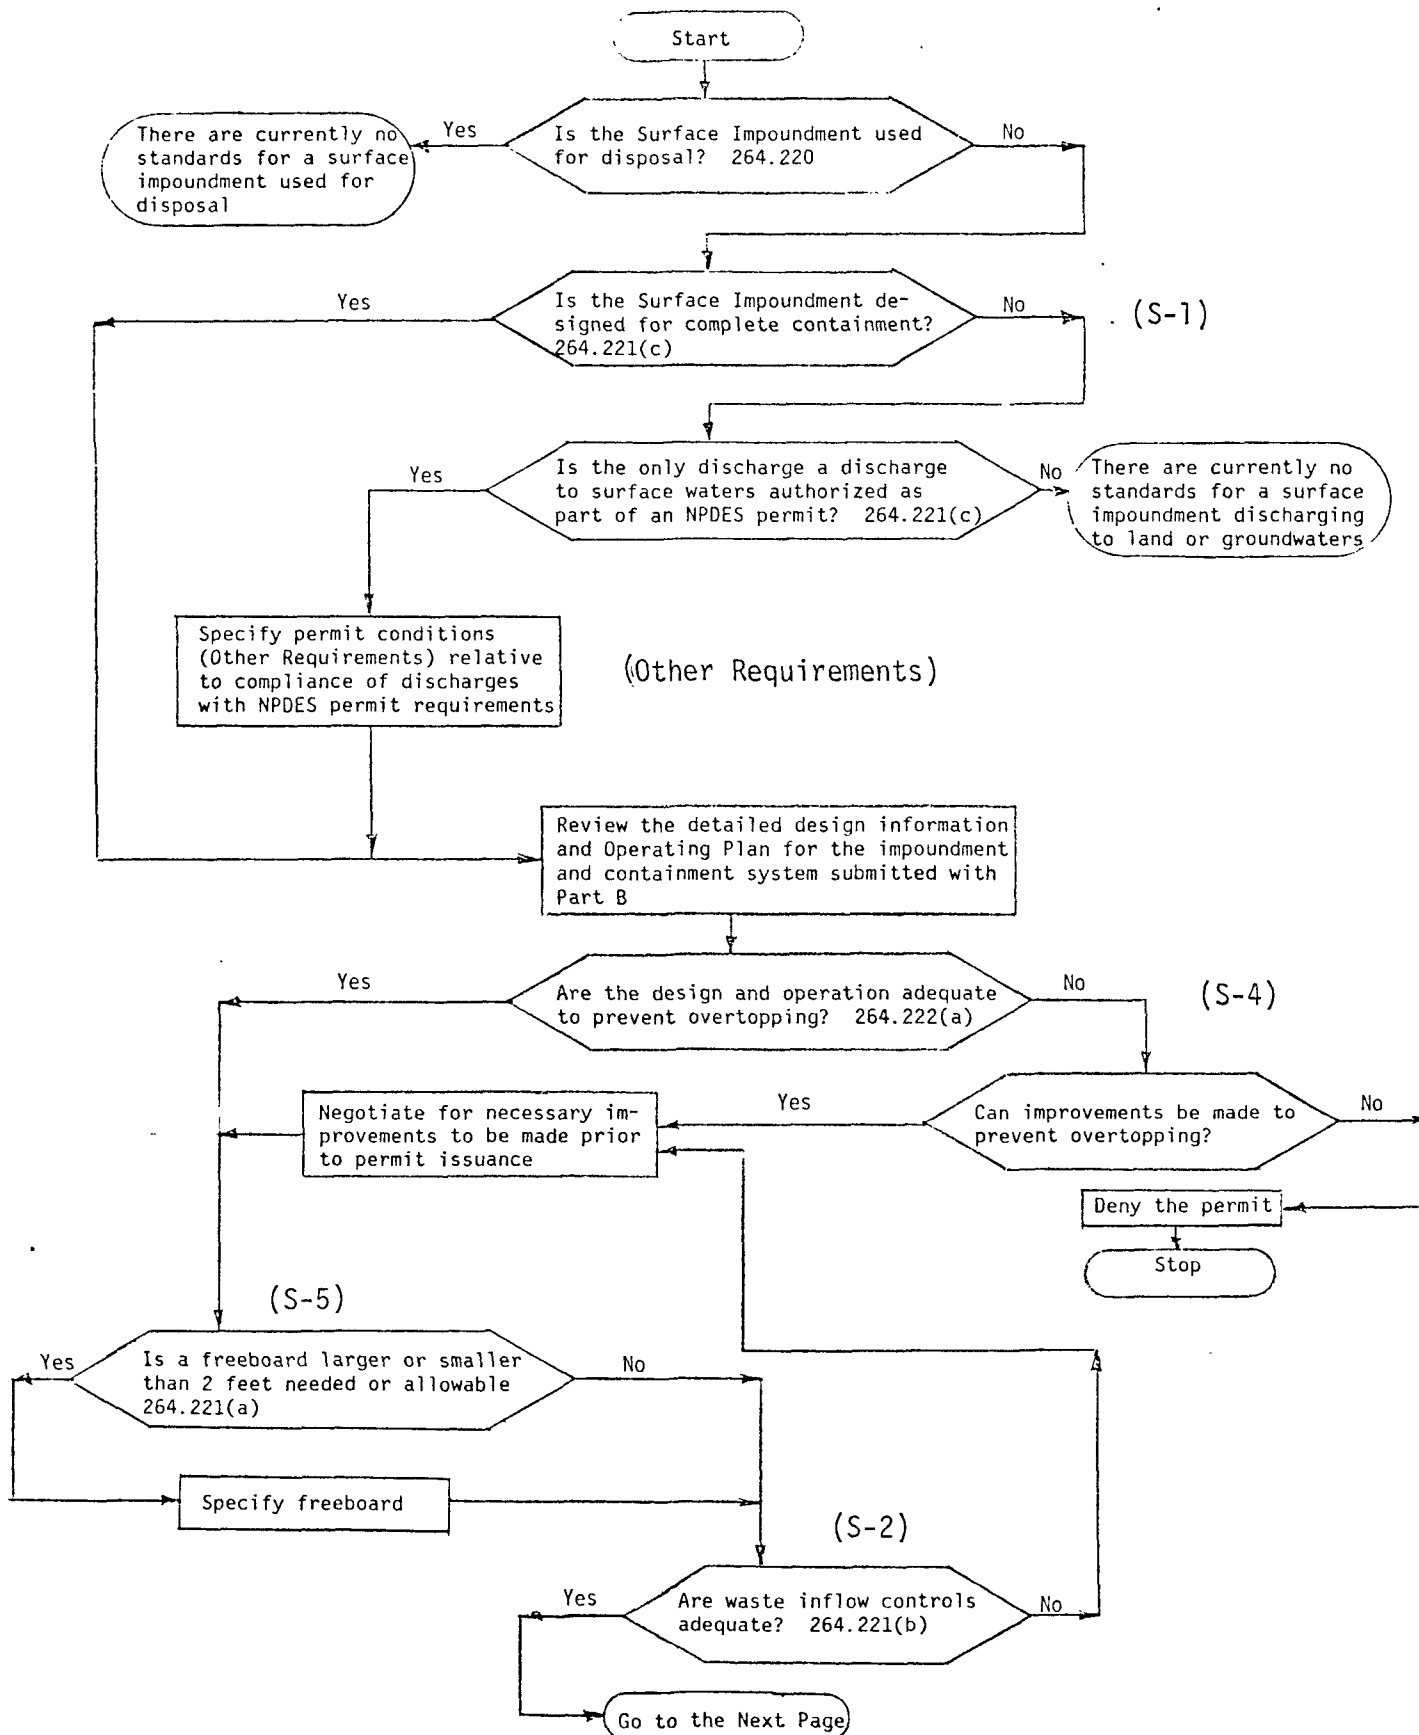 Start
There are currently no
standards for a surface
impoundment used for
disposal
Yes
Is the Surface Impoundment used
for disposal? 264.220
No
Yes
Is the Surface Impoundment de-
signed for complete containment?
264.221(c)
No
(S-1)
Yes
Is the only discharge a discharge
to surface waters authorized as
part of an NPDES permit? 264.221(c)
No
There are currently no
standards for a surface
impoundment discharging
to land or groundwaters
Specify permit conditions
(Other Requirements) relative
to compliance of discharges
with NPDES permit requirements
(Other Requirements)
Review the detailed design information
and Operating Plan for the impoundment
and containment system submitted with
Part B
Yes
Are the design and operation adequate
to prevent overtopping? 264.222(a)
No
(S-4)
Negotiate for necessary im-
provements to be made prior
to permit issuance
Yes
Can improvements be made to
prevent overtopping?
No
Deny the permit
Stop
(S-5)
Yes
Is a freeboard larger or smaller
than 2 feet needed or allowable
264.221(a)
No
Specify freeboard
(S-2)
Yes
Are waste inflow controls
adequate? 264.221(b)
No
Go to the Next Page